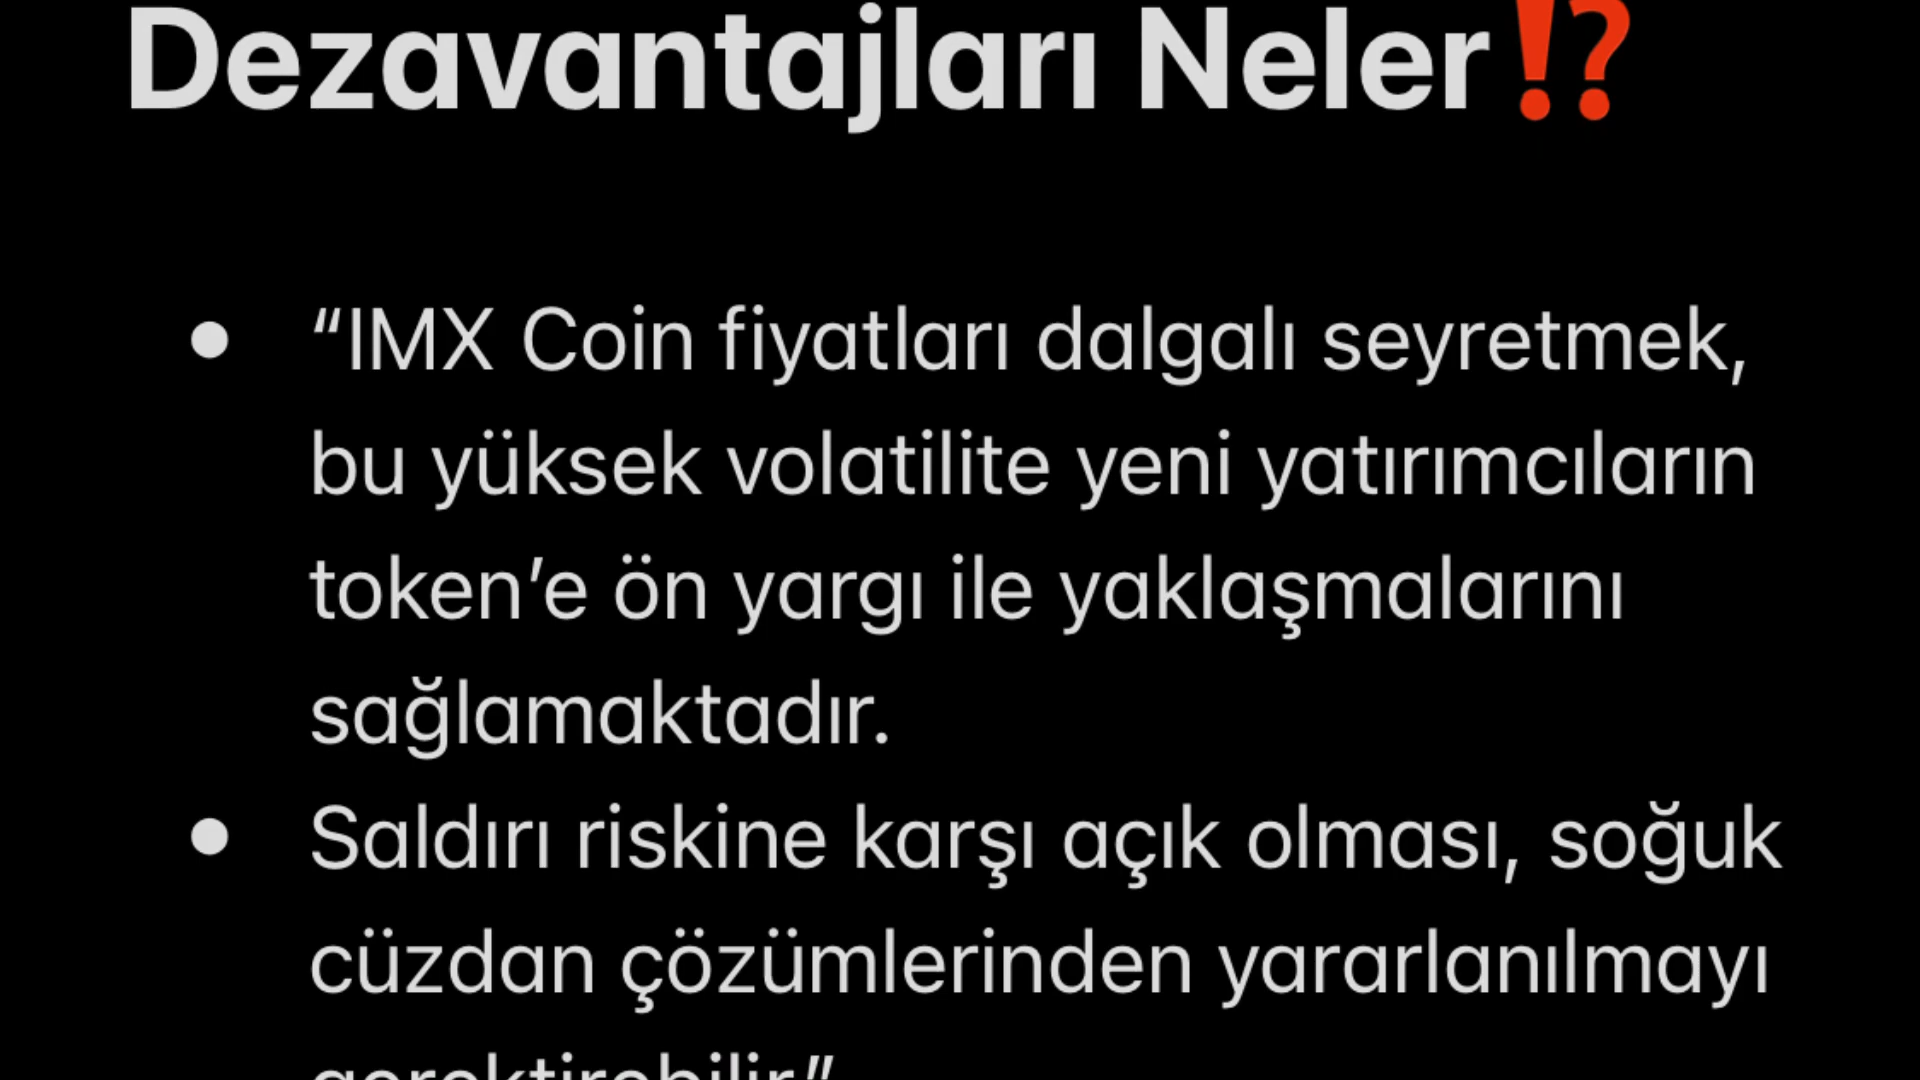 Dezavantajları Neler⁉️
• “IMX Coin fiyatları dalgalı seyretmek,
bu yüksek volatilite yeni yatırımcıların
token’e ön yargı ile yaklaşmalarını
sağlamaktadır.
• Saldırı riskine karşı açık olması, soğuk
cüzdan çözümlerinden yararlanılmayı
gerektirebilir.”